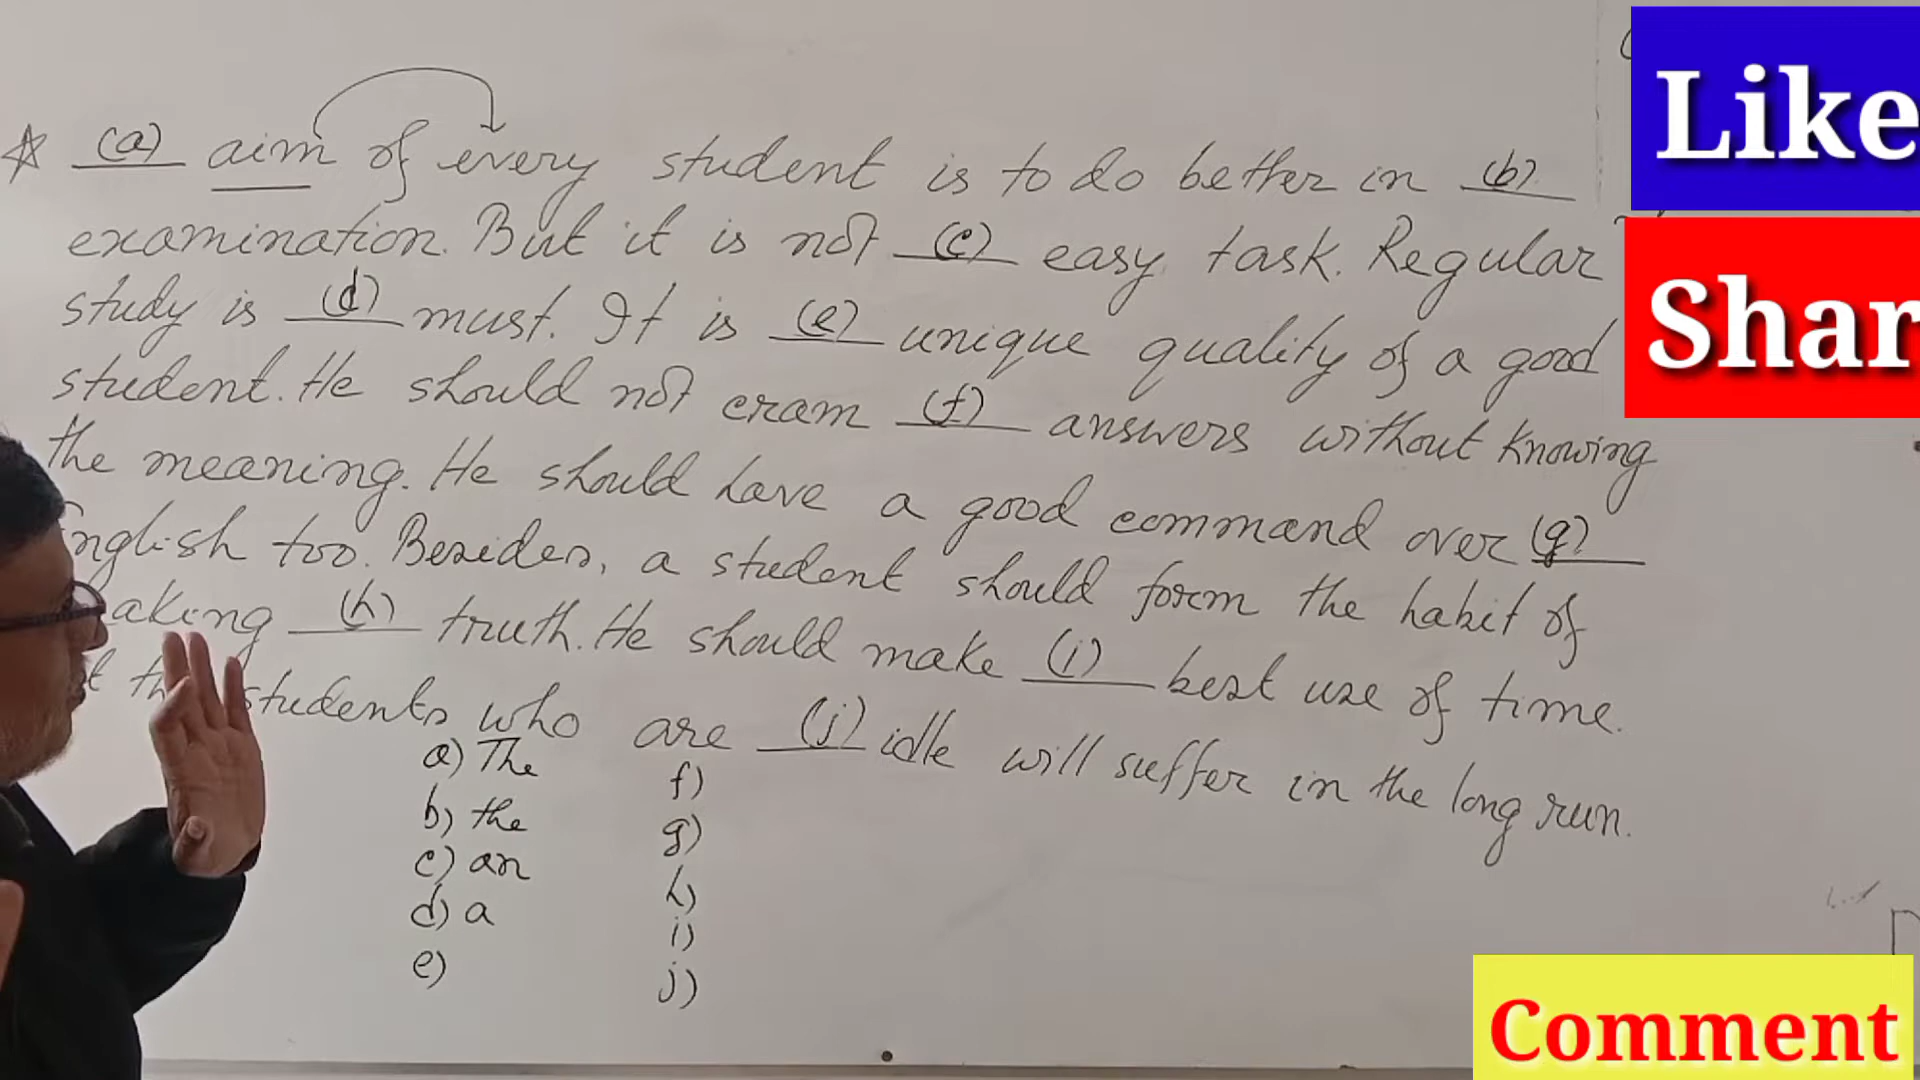 (a) aim of every student is to do better in (b)
examination. But it is not (c) easy task. Regular
study is (d) must. It is (e) unique quality of a good
student. He should not cram (f) answers without knowing
the meaning. He should have a good command over (g)
English too. Besides, a student should form the habit of
(h) truth. He should make (i) best use of time.
students who are (j) idle will suffer in the long run.
a) The
b) the
c) an
d) a
e)
f)
g)
h)
i)
j)
Like
Shar
Comment